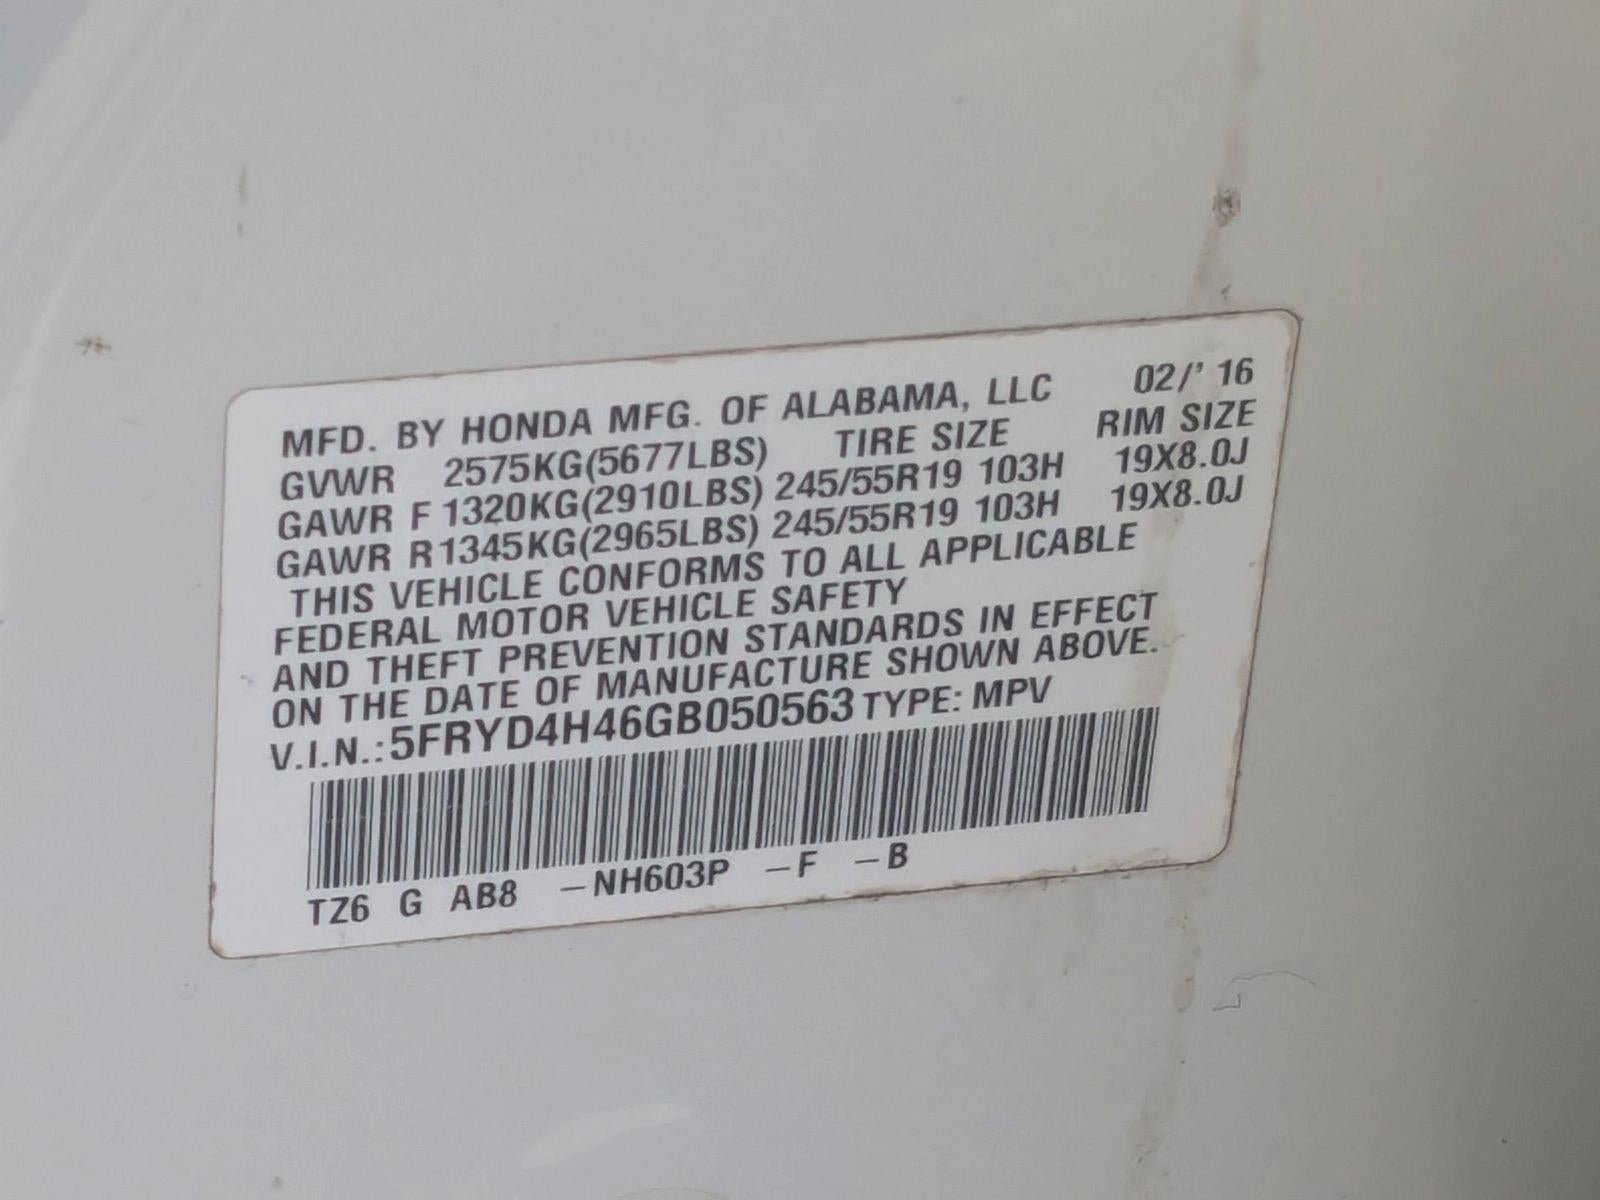 MFD. BY HONDA MFG. OF ALABAMA, LLC 02/' 16
GVWR 2575KG(5677LBS) TIRE SIZE RIM SIZE
GAWR F 1320KG(2910LBS) 245/55R19 103H 19X8.0J
GAWR R 1345KG(2965LBS) 245/55R19 103H 19X8.0J
THIS VEHICLE CONFORMS TO ALL APPLICABLE
FEDERAL MOTOR VEHICLE SAFETY
AND THEFT PREVENTION STANDARDS IN EFFECT
ON THE DATE OF MANUFACTURE SHOWN ABOVE.
V.I.N.: 5FRYD4H46GB050563 TYPE: MPV
TZ6 G AB8 –NH603P –F –B